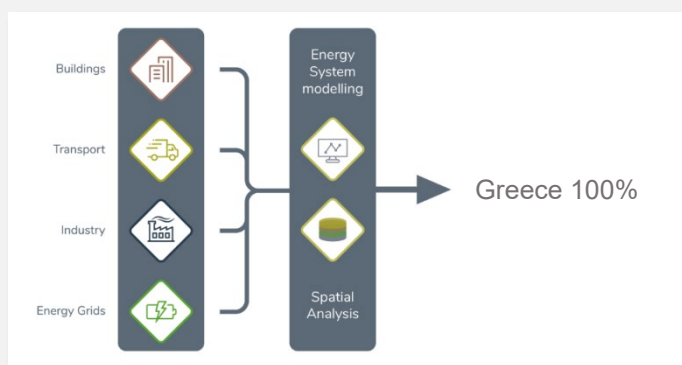 Buildings
Transport
Industry
Energy Grids
Energy
System
modelling
Spatial
Analysis
Greece 100%